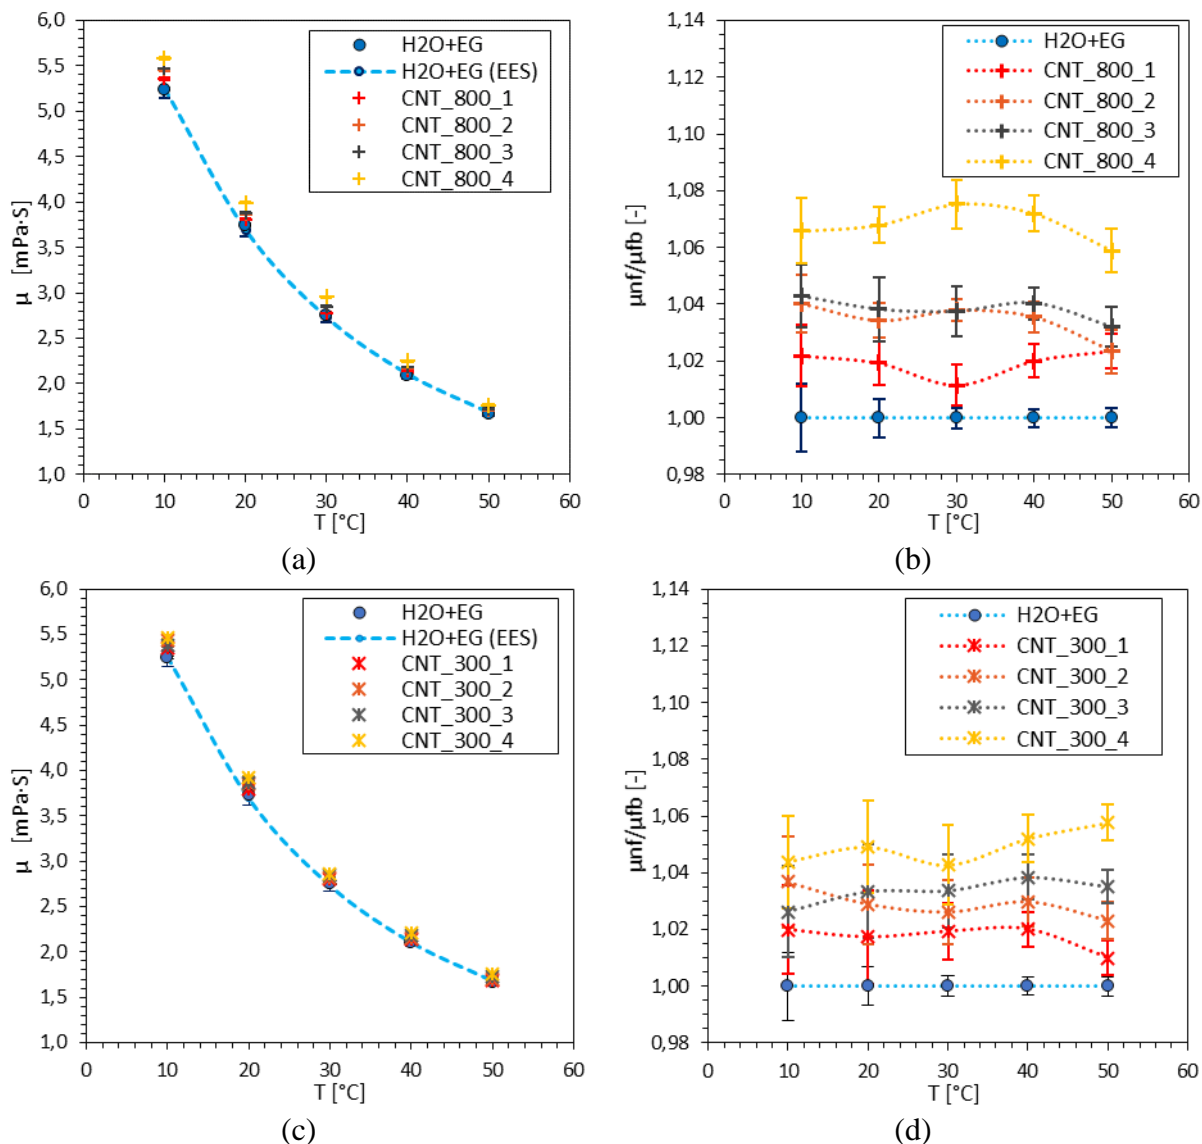 6,0
5,5
5,0
4,5
4,0
3,5
3,0
2,5
2,0
1,5
1,0
μ [mPa·S]
H2O+EG
H2O+EG (EES)
CNT_800_1
CNT_800_2
CNT_800_3
CNT_800_4
0 10 20 30 40 50 60
T [°C]
(a)
1,14
1,12
1,10
1,08
1,06
1,04
1,02
1,00
0,98
μnf/μfb [-]
H2O+EG
CNT_800_1
CNT_800_2
CNT_800_3
CNT_800_4
0 10 20 30 40 50 60
T [°C]
(b)
6,0
5,5
5,0
4,5
4,0
3,5
3,0
2,5
2,0
1,5
1,0
μ [mPa·S]
H2O+EG
H2O+EG (EES)
CNT_300_1
CNT_300_2
CNT_300_3
CNT_300_4
0 10 20 30 40 50 60
T [°C]
(c)
1,14
1,12
1,10
1,08
1,06
1,04
1,02
1,00
0,98
μnf/μfb [-]
H2O+EG
CNT_300_1
CNT_300_2
CNT_300_3
CNT_300_4
0 10 20 30 40 50 60
T [°C]
(d)